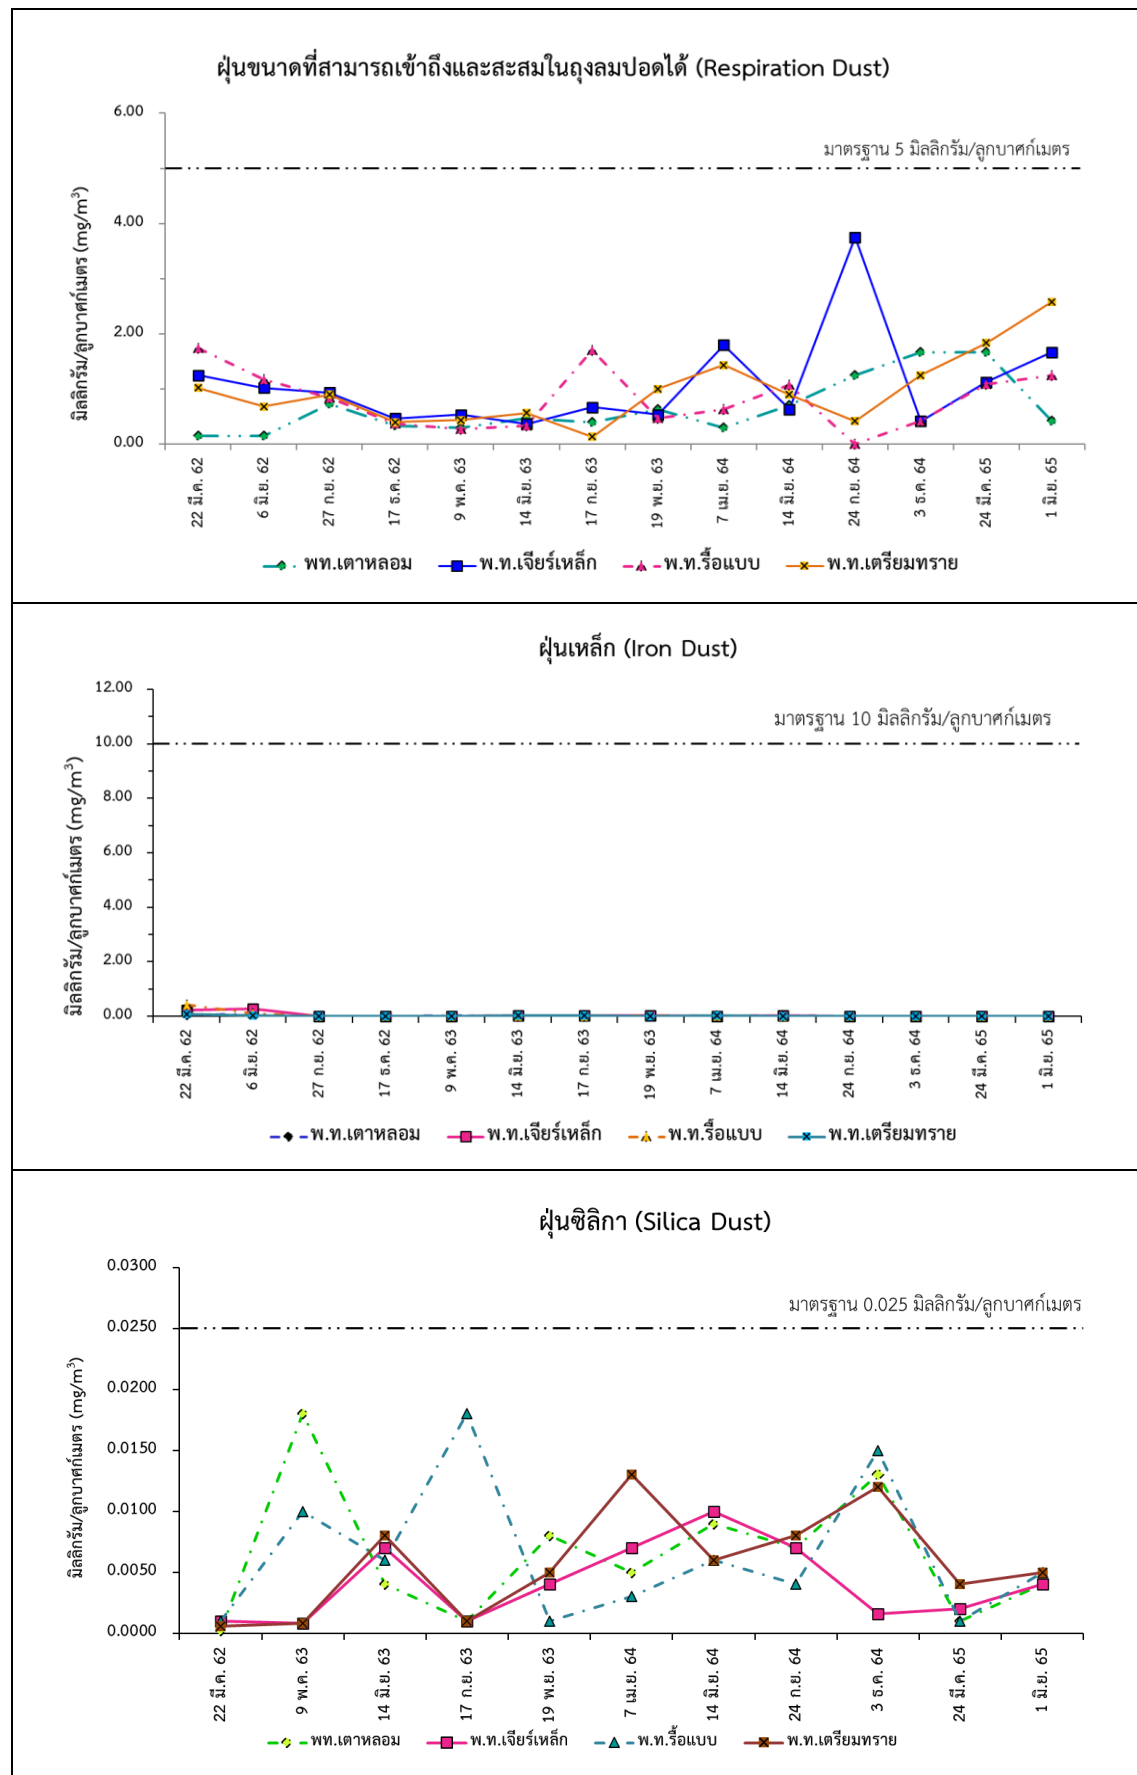 ฝุ่นขนาดที่สามารถเข้าถึงและสะสมในถุงลมปอดได้ (Respiration Dust)
มิลลิกรัม/ลูกบาศก์เมตร (mg/m³)
6.00
4.00
2.00
0.00
มาตรฐาน 5 มิลลิกรัม/ลูกบาศก์เมตร
22 มี.ค. 62
6 มิ.ย. 62
27 ก.ย. 62
17 ธ.ค. 62
9 พ.ค. 63
14 มิ.ย. 63
17 ก.ย. 63
19 พ.ย. 63
7 เม.ย. 64
14 มิ.ย. 64
24 ก.ย. 64
3 ธ.ค. 64
24 มี.ค. 65
1 มิ.ย. 65
พท.เตาหลอม พ.ท.เจียร์เหล็ก พ.ท.รื้อแบบ พ.ท.เตรียมทราย
ฝุ่นเหล็ก (Iron Dust)
มิลลิกรัม/ลูกบาศก์เมตร (mg/m³)
12.00
10.00
8.00
6.00
4.00
2.00
0.00
มาตรฐาน 10 มิลลิกรัม/ลูกบาศก์เมตร
22 มี.ค. 62
6 มิ.ย. 62
27 ก.ย. 62
17 ธ.ค. 62
9 พ.ค. 63
14 มิ.ย. 63
17 ก.ย. 63
19 พ.ย. 63
7 เม.ย. 64
14 มิ.ย. 64
24 ก.ย. 64
3 ธ.ค. 64
24 มี.ค. 65
1 มิ.ย. 65
พ.ท.เตาหลอม พ.ท.เจียร์เหล็ก พ.ท.รื้อแบบ พ.ท.เตรียมทราย
ฝุ่นซิลิกา (Silica Dust)
มิลลิกรัม/ลูกบาศก์เมตร (mg/m³)
0.0300
0.0250
0.0200
0.0150
0.0100
0.0050
0.0000
มาตรฐาน 0.025 มิลลิกรัม/ลูกบาศก์เมตร
22 มี.ค. 62
9 พ.ค. 63
14 มิ.ย. 63
17 ก.ย. 63
19 พ.ย. 63
7 เม.ย. 64
14 มิ.ย. 64
24 ก.ย. 64
3 ธ.ค. 64
24 มี.ค. 65
1 มิ.ย. 65
พท.เตาหลอม พ.ท.เจียร์เหล็ก พ.ท.รื้อแบบ พ.ท.เตรียมทราย